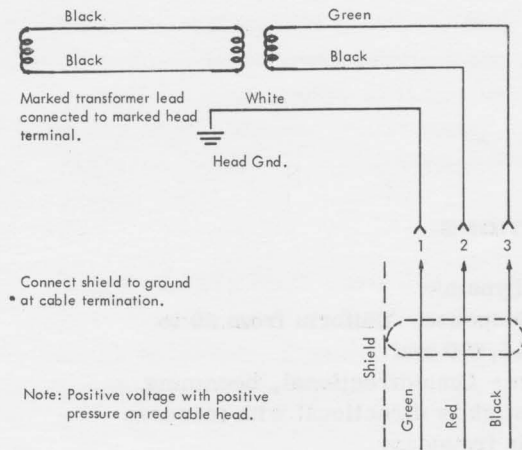 Black
Green
Black
Black
Marked transformer lead
connected to marked head
terminal.
White
Head Gnd.
1 2 3
Connect shield to ground
at cable termination.
Shield
Green
Red
Black
Note: Positive voltage with positive
pressure on red cable head.